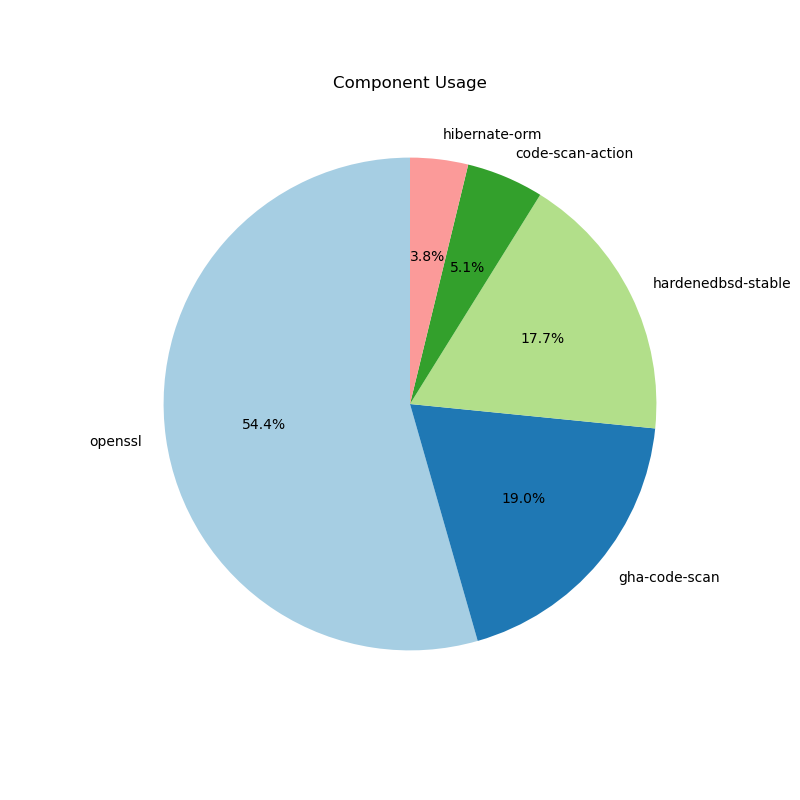 Component Usage
hibernate-orm
code-scan-action
3.8%
5.1%
hardenedbsd-stable
17.7%
54.4%
openssl
19.0%
gha-code-scan